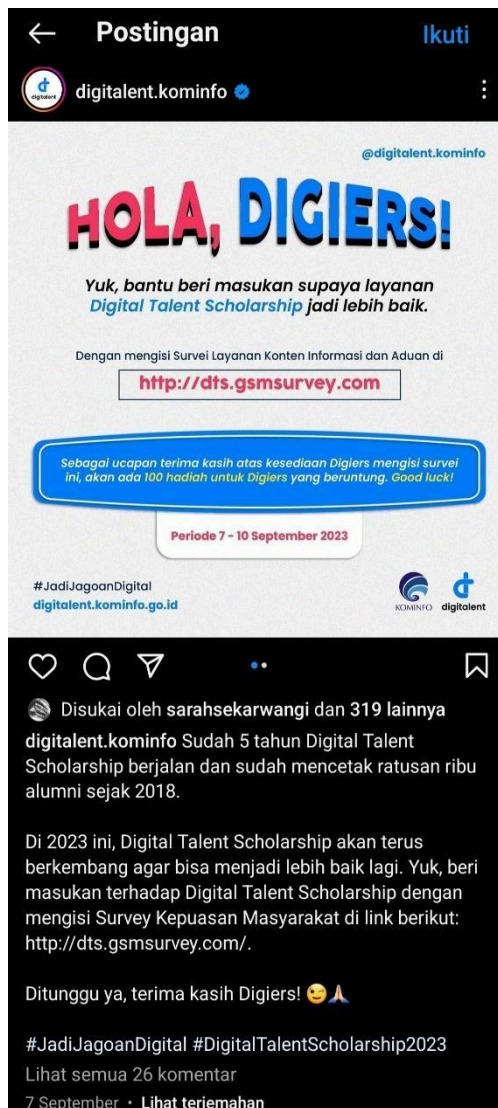 Postingan
Ikuti
digitalent.kominfo
@digitalent.kominfo
HOLA, DIGIERS!
Yuk, bantu beri masukan supaya layanan
Digital Talent Scholarship jadi lebih baik.
Dengan mengisi Survei Layanan Konten Informasi dan Aduan di
http://dts.gsmsurvey.com
Sebagai ucapan terima kasih atas kesediaan Digiers mengisi survei
ini, akan ada 100 hadiah untuk Digiers yang beruntung. Good luck!
Periode 7 - 10 September 2023
#JadiJagoanDigital
digitalent.kominfo.go.id
KOMINFO
digitalent
Disukai oleh sarahsekarwangi dan 319 lainnya
digitalent.kominfo Sudah 5 tahun Digital Talent
Scholarship berjalan dan sudah mencetak ratusan ribu
alumni sejak 2018.
Di 2023 ini, Digital Talent Scholarship akan terus
berkembang agar bisa menjadi lebih baik lagi. Yuk, beri
masukan terhadap Digital Talent Scholarship dengan
mengisi Survey Kepuasan Masyarakat di link berikut:
http://dts.gsmsurvey.com/.
Ditunggu ya, terima kasih Digiers! 😉🙏
#JadiJagoanDigital #DigitalTalentScholarship2023
Lihat semua 26 komentar
7 September • Lihat terjemahan